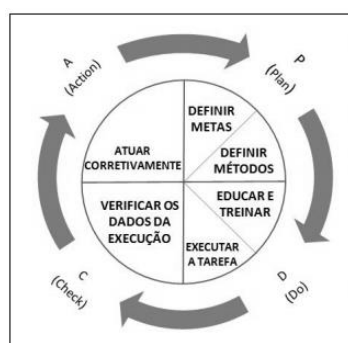 A
(Action)
P
(Plan)
DEFINIR
METAS
ATUAR
CORRETIVAMENTE
DEFINIR
MÉTODOS
VERIFICAR OS
DADOS DA
EXECUÇÃO
EDUCAR E
TREINAR
EXECUTAR
A TAREFA
C
(Check)
D
(Do)